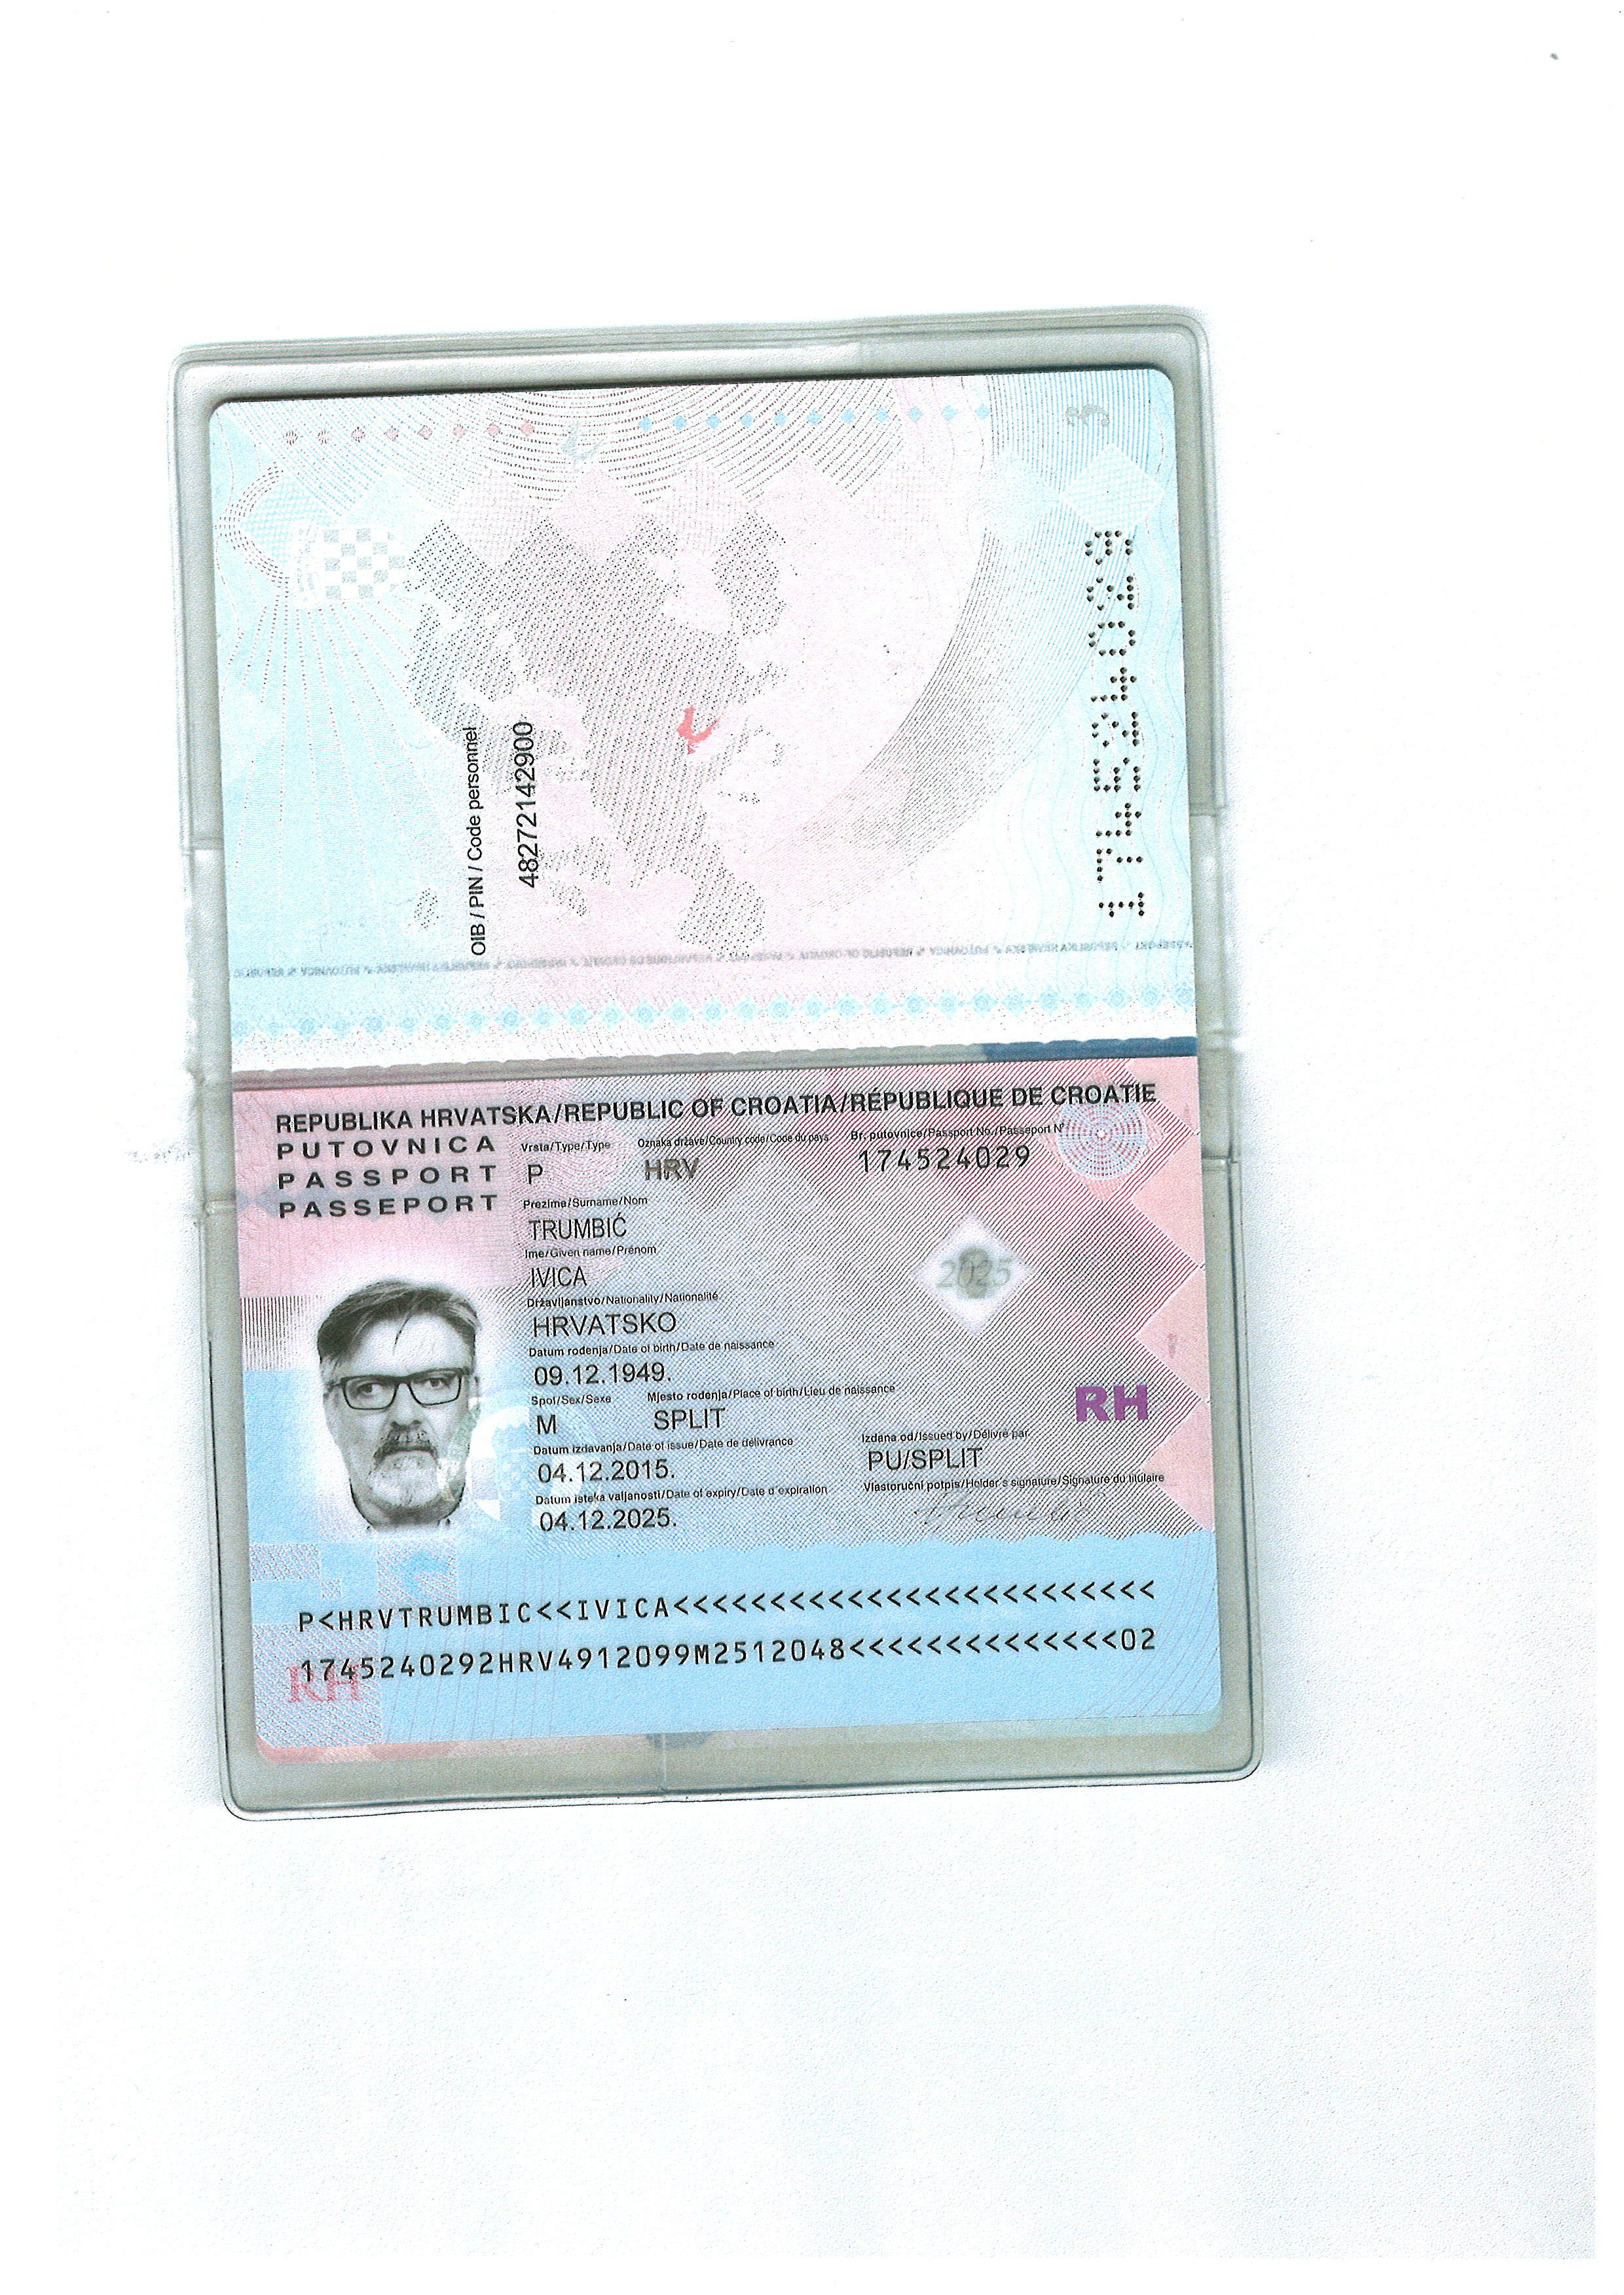 OIB / PIN / Code personnel
48272142900
174524029
REPUBLIKA HRVATSKA/REPUBLIC OF CROATIA/RÉPUBLIQUE DE CROATIE
PUTOVNICA
PASSPORT
PASSEPORT
Vrsta/Type/Type Oznaka države/Country code/Code du pays Br. putovnice/Passport No./Passeport N°
P HRV 174524029
Prezime/Surname/Nom
TRUMBIĆ
Ime/Given name/Prénom
IVICA
Državljanstvo/Nationality/Nationalité
HRVATSKO
2025
Datum rođenja/Date of birth/Date de naissance
09.12.1949.
Spol/Sex/Sexe Mjesto rođenja/Place of birth/Lieu de naissance
M SPLIT
RH
Datum izdavanja/Date of issue/Date de délivrance Izdana od/Issued by/Délivré par
04.12.2015. PU/SPLIT
Datum isteka valjanosti/Date of expiry/Date d'expiration Vlastoručni potpis/Holder's signature/Signature du titulaire
04.12.2025.
P<HRVTRUMBIC<<IVICA<<<<<<<<<<<<<<<<<<<<<<<<<
1745240292HRV4912099M2512048<<<<<<<<<<<<<<02
RH